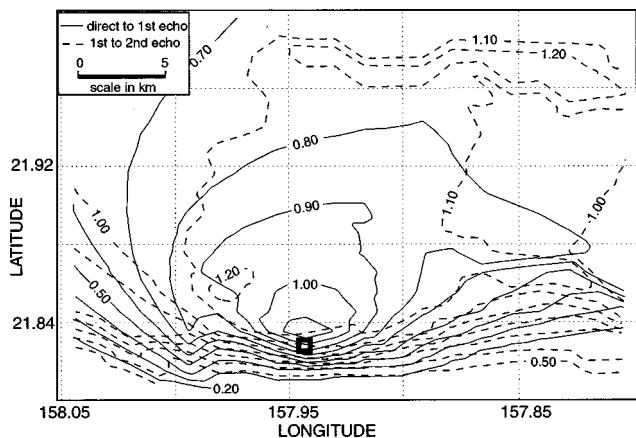 direct to 1st echo
1st to 2nd echo
0 5
scale in km
0.70
1.10
1.20
0.80
21.92
LATITUDE
1.00
0.90
1.10
1.00
1.20
1.00
0.50
21.84
0.50
0.20
158.05 157.95 157.85
LONGITUDE